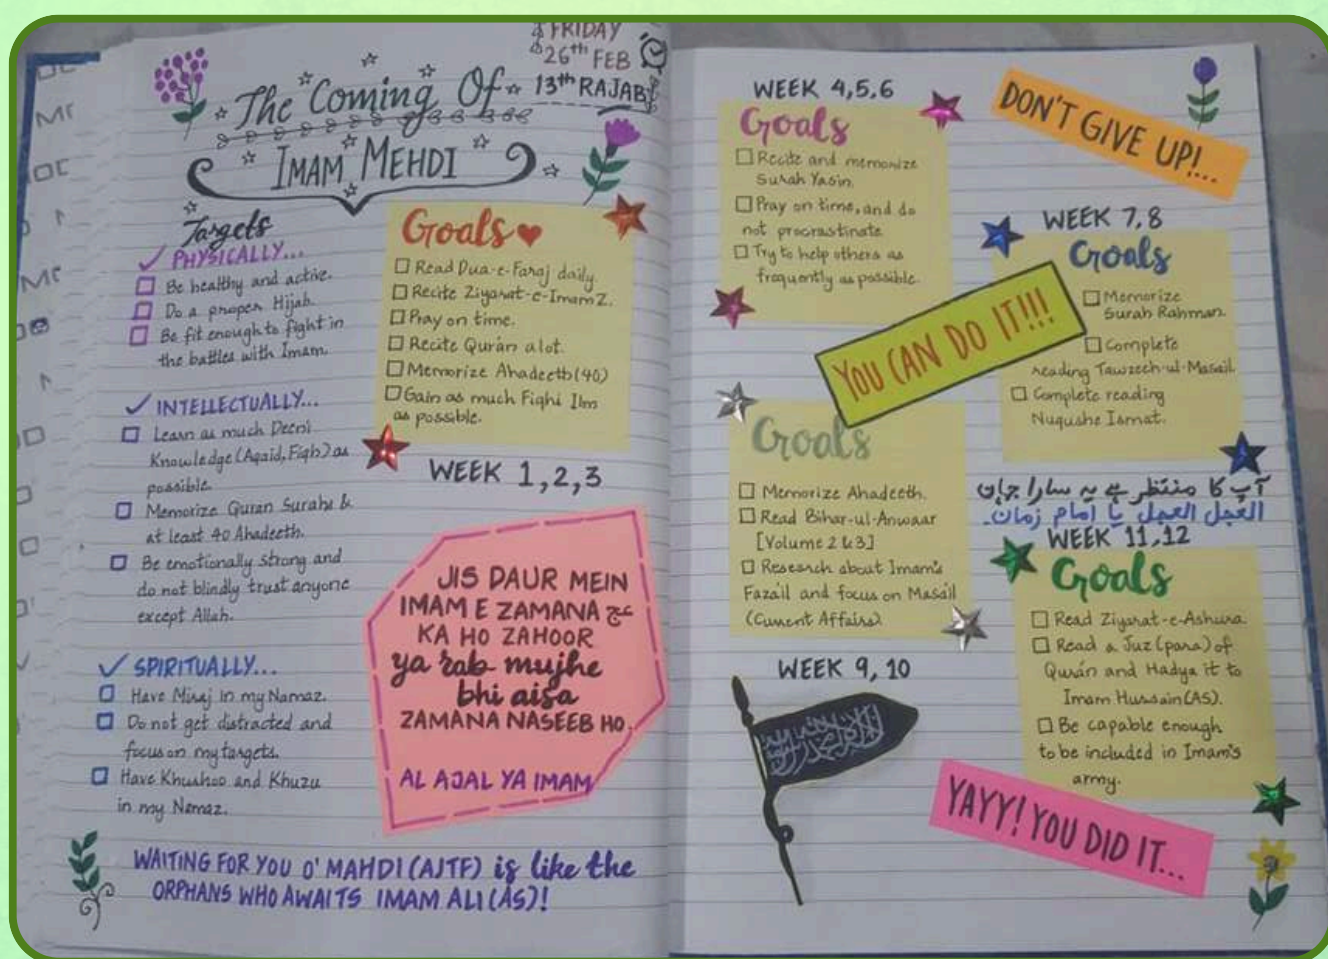 FRIDAY
26th FEB
13th RAJAB
The Coming Of
IMAM MEHDI
Targets
✓ PHYSICALLY...
☐ Be healthy and active.
☐ Do a proper Hijab.
☐ Be fit enough to fight in
the battles with Imam.
✓ INTELLECTUALLY...
☐ Learn as much Deeni
Knowledge (Aqaid, Fiqh) as
possible.
☐ Memorize Quran Surahs &
at least 40 Ahadeeth.
☐ Be emotionally strong and
do not blindly trust anyone
except Allah.
✓ SPIRITUALLY...
☐ Have Miraj in my Namaz.
☐ Do not get distracted and
focus on my targets.
☐ Have Khushoo and Khuzu
in my Namaz.
Goals ♥
☐ Read Dua-e-Faraj daily.
☐ Recite Ziyarat-e-Imam Z.
☐ Pray on time.
☐ Recite Qurán a lot.
☐ Memorize Ahadeeth (40)
☐ Gain as much Fiqhi Ilm
as possible.
WEEK 1,2,3
JIS DAUR MEIN
IMAM E ZAMANA عج
KA HO ZAHOOR
ya rab mujhe
bhi aisa
ZAMANA NASEEB HO.
AL AJAL YA IMAM
WAITING FOR YOU O' MAHDI (AJTF) is like the
ORPHANS WHO AWAITS IMAM ALI (AS)!
WEEK 4,5,6
Goals
☐ Recite and memorize
Surah Yasin.
☐ Pray on time, and do
not procrastinate
☐ Try to help others as
frequently as possible.
DON'T GIVE UP!...
WEEK 7,8
Goals
☐ Memorize
Surah Rahman.
☐ Complete
reading Tawzeeh-ul-Masail.
☐ Complete reading
Nuqushe Ismat.
YOU CAN DO IT!!!
Goals
☐ Memorize Ahadeeth.
☐ Read Bihar-ul-Anwaar
[Volume 2 & 3]
☐ Research about Imam's
Fazail and focus on Masail
(Current Affairs)
WEEK 9, 10
آپ کا منتظر ہے یہ سارا جہان
العجل العجل یا امام زمان
WEEK 11,12
Goals
☐ Read Ziyarat-e-Ashura.
☐ Read a Juz (para) of
Qurán and Hadya it to
Imam Hussain (AS).
☐ Be capable enough
to be included in Imam's
army.
YAYY! YOU DID IT...